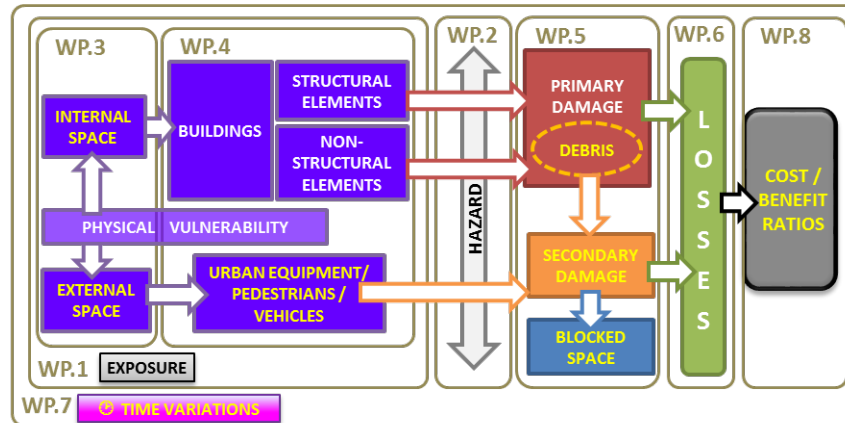 WP.3
WP.4
WP.2
WP.5
WP.6
WP.8
INTERNAL
SPACE
BUILDINGS
STRUCTURAL
ELEMENTS
NON-
STRUCTURAL
ELEMENTS
PHYSICAL VULNERABILITY
EXTERNAL
SPACE
URBAN EQUIPMENT/
PEDESTRIANS /
VEHICLES
HAZARD
PRIMARY
DAMAGE
DEBRIS
SECONDARY
DAMAGE
BLOCKED
SPACE
LOSSES
COST /
BENEFIT
RATIOS
WP.1
EXPOSURE
WP.7
TIME VARIATIONS